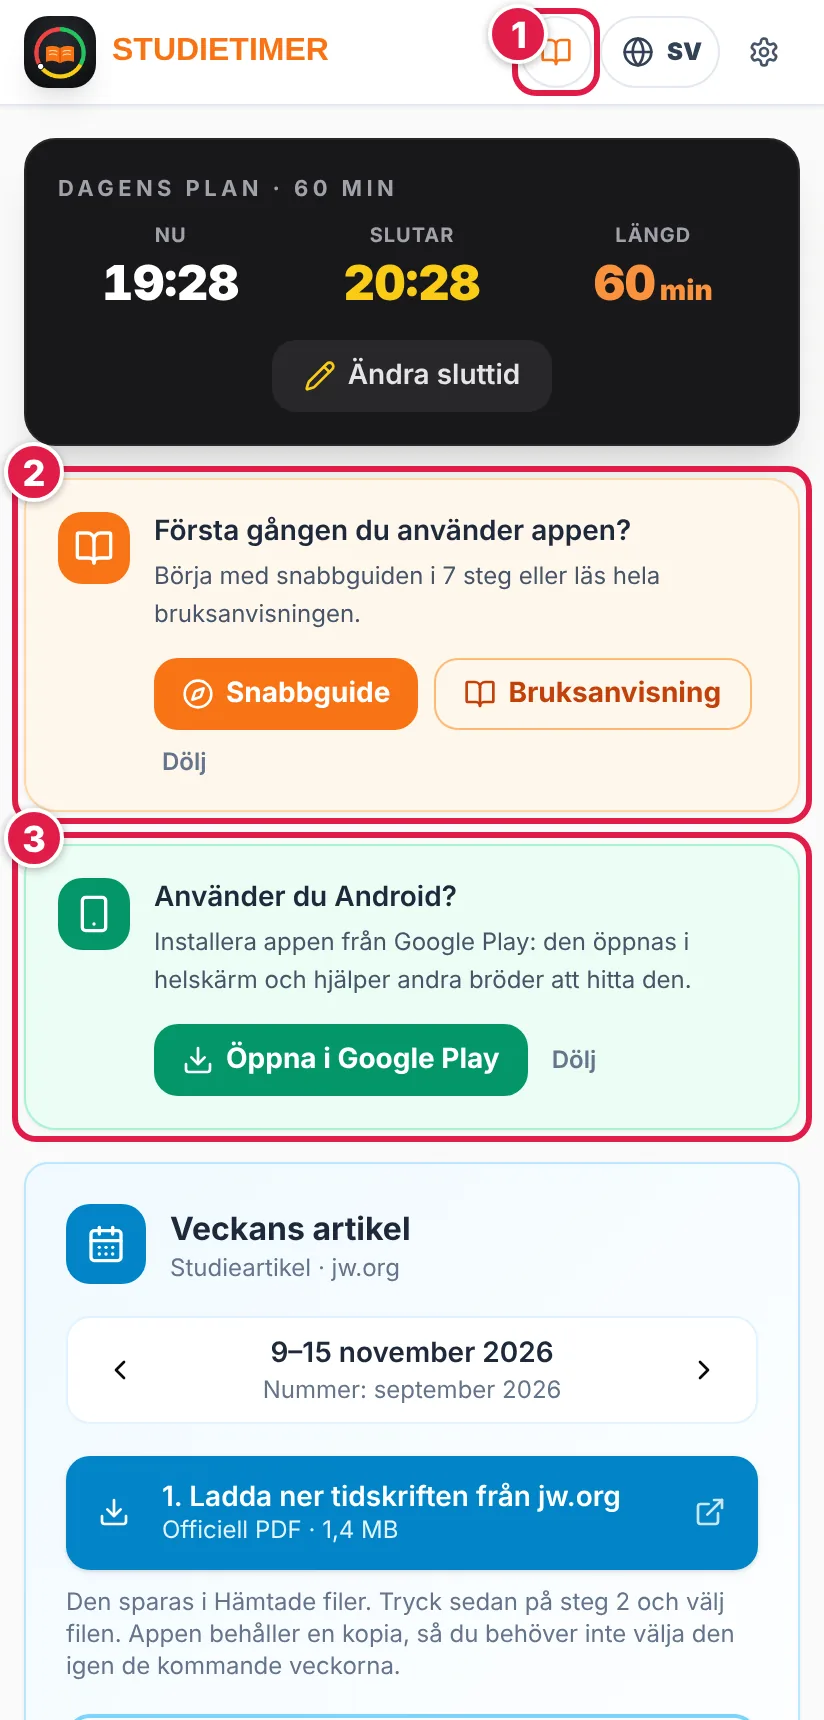 STUDIETIMER
1
SV
DAGENS PLAN · 60 MIN
NU
SLUTAR
LÄNGD
19:28
20:28
60 min
Ändra sluttid
2
Första gången du använder appen?
Börja med snabbguiden i 7 steg eller läs hela
bruksanvisningen.
Snabbguide
Bruksanvisning
Dölj
3
Använder du Android?
Installera appen från Google Play: den öppnas i
helskärm och hjälper andra bröder att hitta den.
Öppna i Google Play
Dölj
Veckans artikel
Studieartikel · jw.org
9–15 november 2026
Nummer: september 2026
1. Ladda ner tidskriften från jw.org
Officiell PDF · 1,4 MB
Den sparas i Hämtade filer. Tryck sedan på steg 2 och välj
filen. Appen behåller en kopia, så du behöver inte välja den
igen de kommande veckorna.